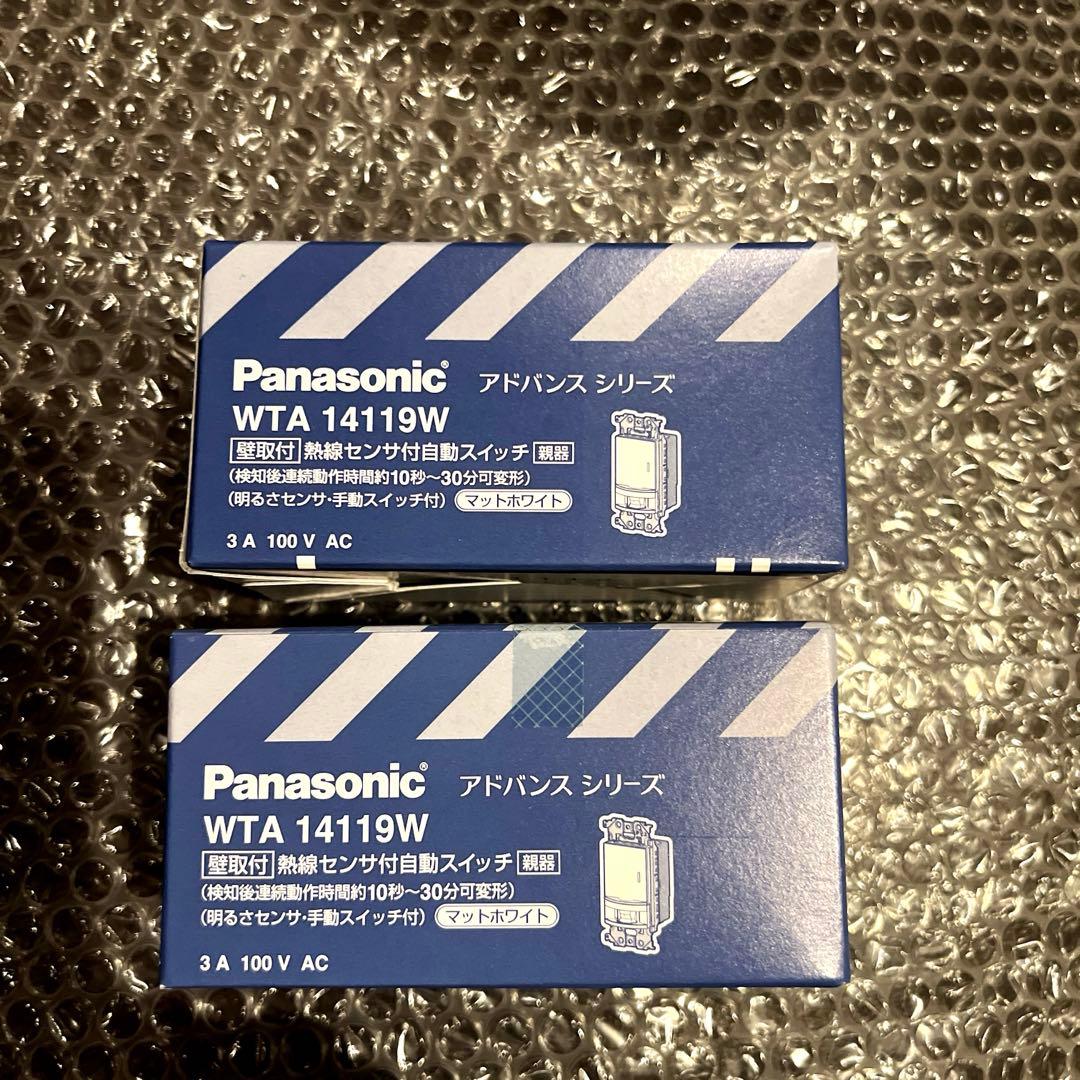 Panasonic® アドバンス シリーズ
WTA 14119W
壁取付 熱線センサ付自動スイッチ 親器
(検知後連続動作時間約10秒~30分可変形)
(明るさセンサ・手動スイッチ付) マットホワイト
3 A 100 V AC
Panasonic® アドバンス シリーズ
WTA 14119W
壁取付 熱線センサ付自動スイッチ 親器
(検知後連続動作時間約10秒~30分可変形)
(明るさセンサ・手動スイッチ付) マットホワイト
3 A 100 V AC